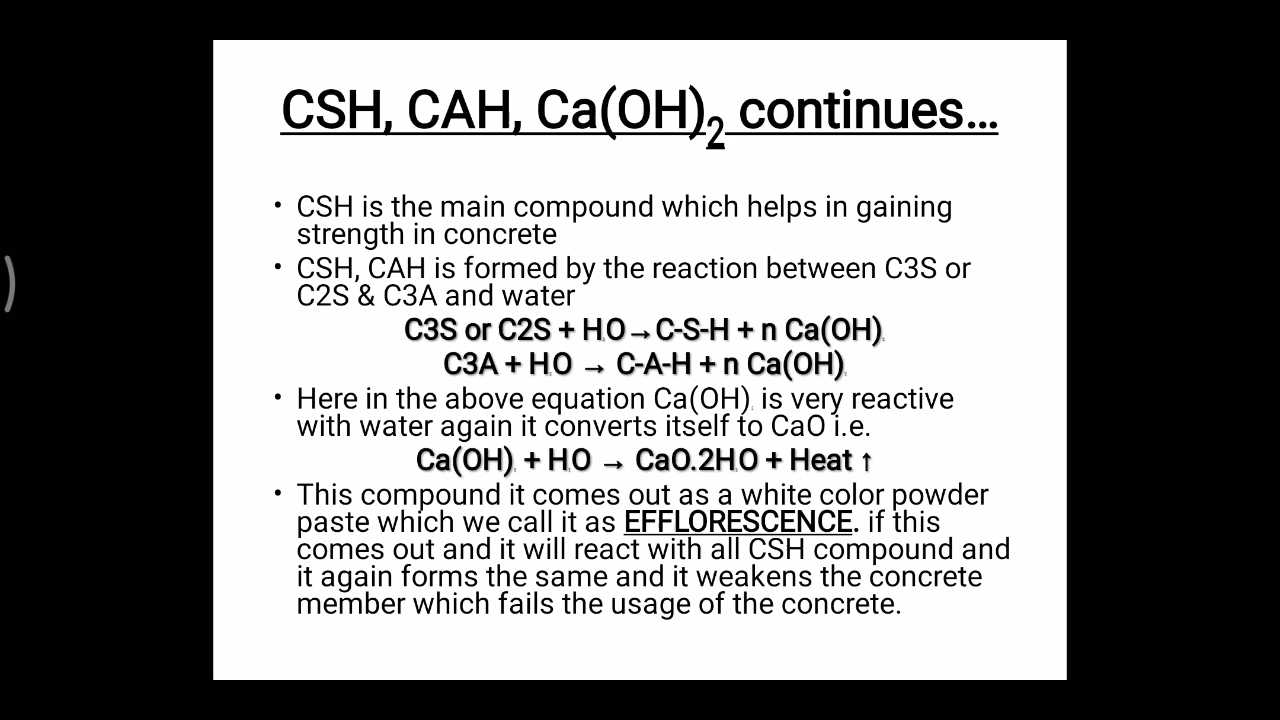 CSH, CAH, Ca(OH)2 continues...
• CSH is the main compound which helps in gaining
strength in concrete
• CSH, CAH is formed by the reaction between C3S or
C2S & C3A and water
C3S or C2S + H2O→C-S-H + n Ca(OH)2
C3A + H2O → C-A-H + n Ca(OH)2
• Here in the above equation Ca(OH)2 is very reactive
with water again it converts itself to CaO i.e.
Ca(OH)2 + H2O → CaO.2H2O + Heat ↑
• This compound it comes out as a white color powder
paste which we call it as EFFLORESCENCE. if this
comes out and it will react with all CSH compound and
it again forms the same and it weakens the concrete
member which fails the usage of the concrete.